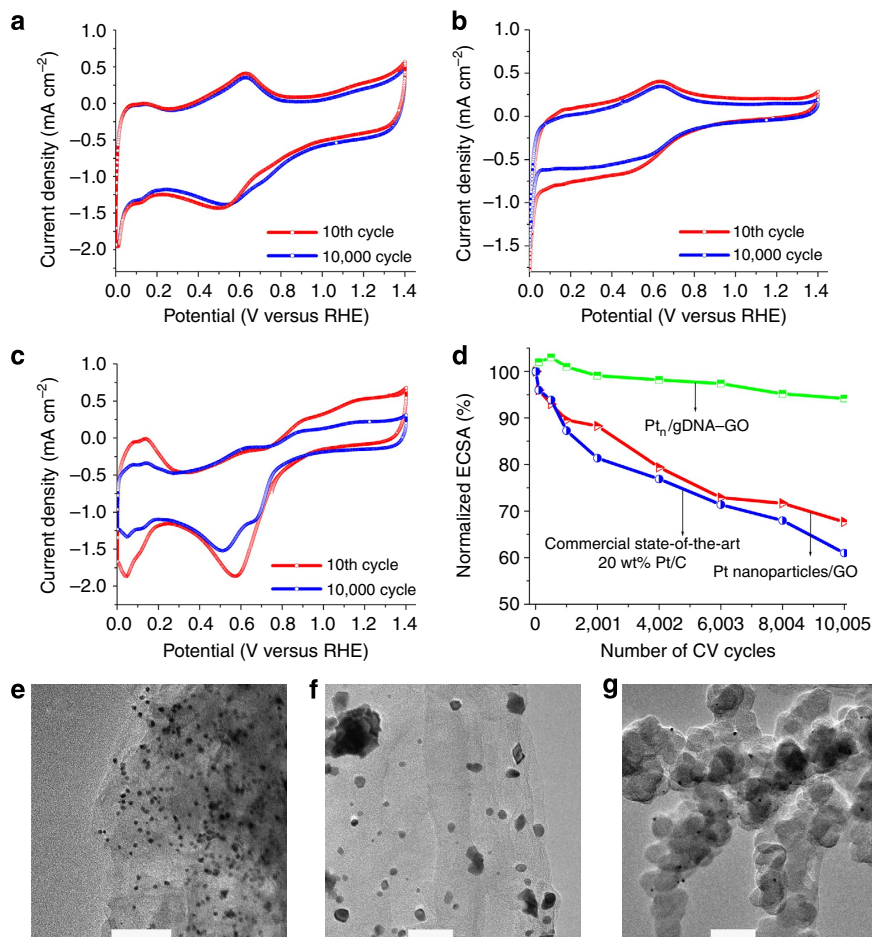 a
Current density (mA cm⁻²)
1.0
0.5
0.0
−0.5
−1.0
−1.5
−2.0
10th cycle
10,000 cycle
0.0 0.2 0.4 0.6 0.8 1.0 1.2 1.4
Potential (V versus RHE)
b
Current density (mA cm⁻²)
1.0
0.5
0.0
−0.5
−1.0
−1.5
10th cycle
10,000 cycle
0.0 0.2 0.4 0.6 0.8 1.0 1.2 1.4
Potential (V versus RHE)
c
Current density (mA cm⁻²)
1.0
0.5
0.0
−0.5
−1.0
−1.5
−2.0
10th cycle
10,000 cycle
0.0 0.2 0.4 0.6 0.8 1.0 1.2 1.4
Potential (V versus RHE)
d
Normalized ECSA (%)
100
90
80
70
60
50
Ptₙ/gDNA–GO
Commercial state-of-the-art
20 wt% Pt/C
Pt nanoparticles/GO
0 2,001 4,002 6,003 8,004 10,005
Number of CV cycles
e
f
g